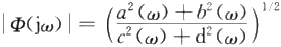 |Φ(jω)| = (a²(ω)+b²(ω) / c²(ω)+d²(ω))^{1/2}